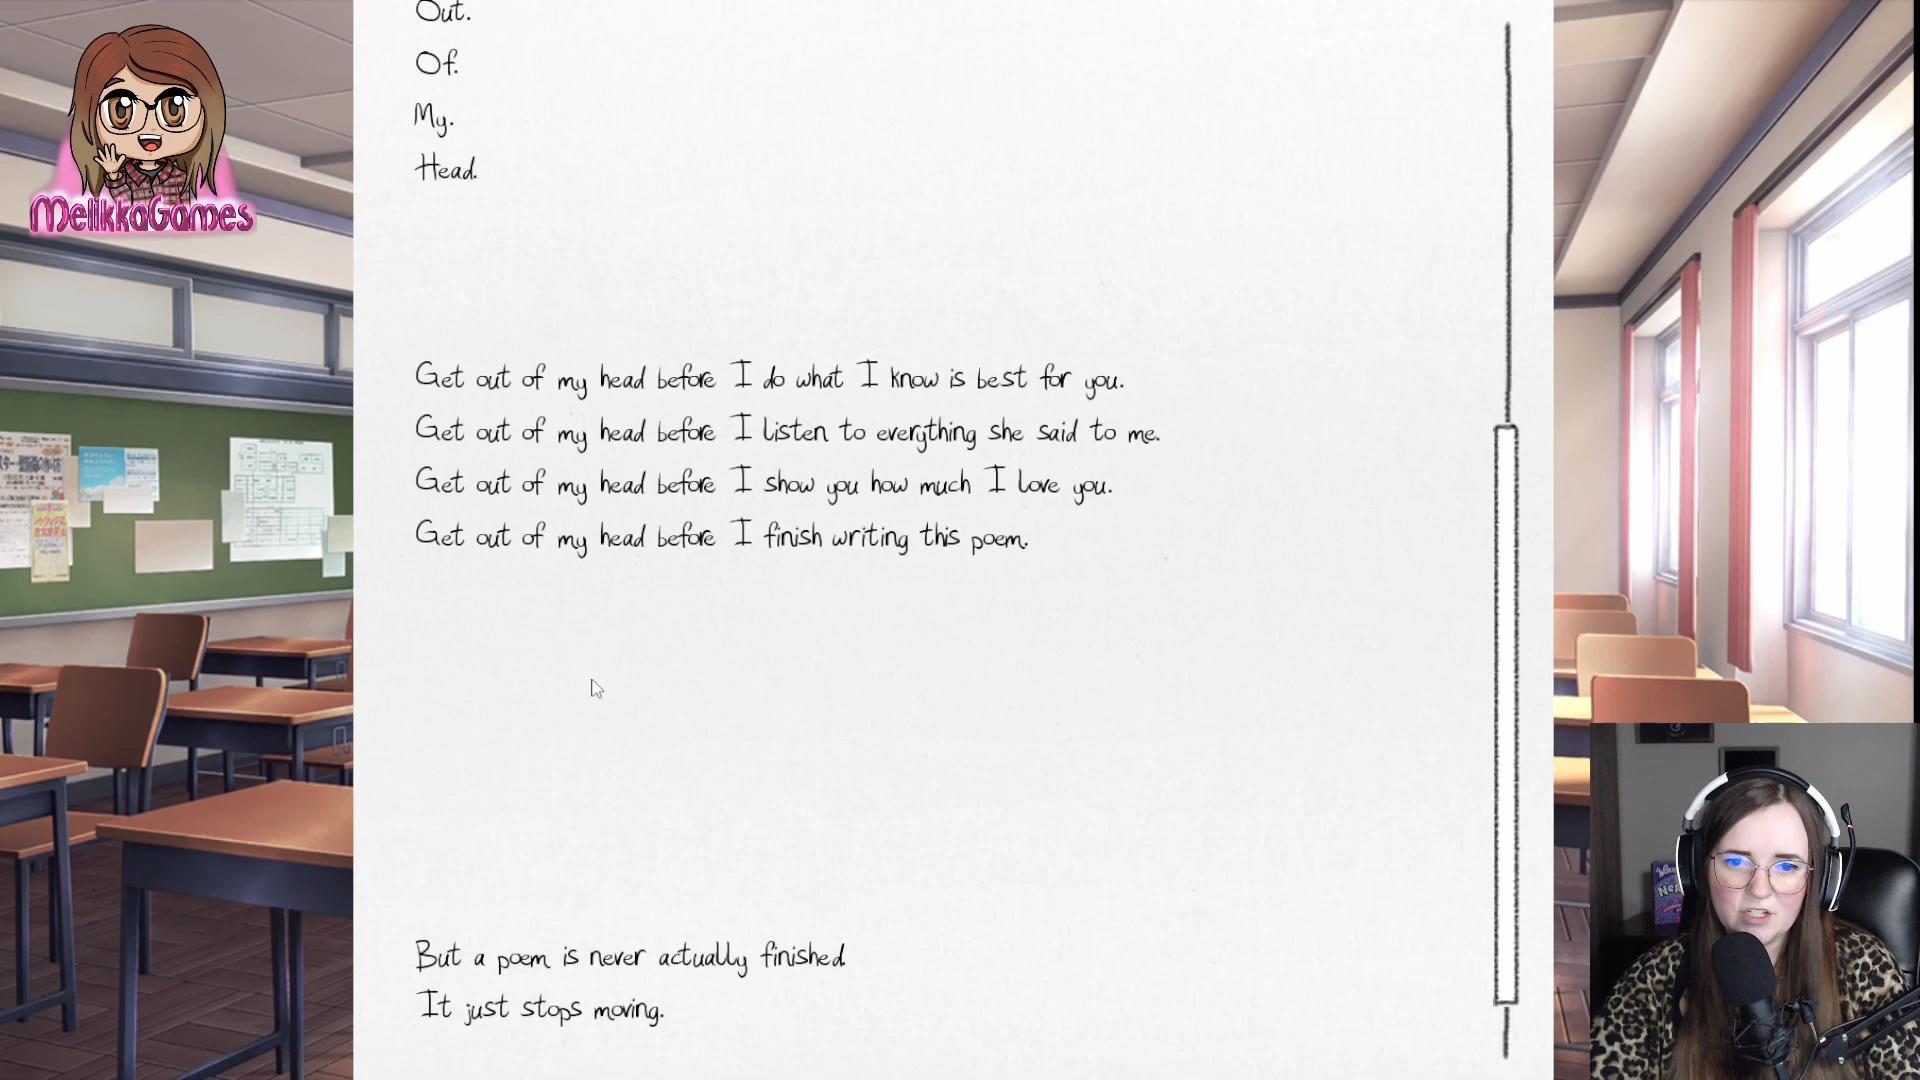 Out.
Of.
My.
Head.
MelikkaGames
Get out of my head before I do what I know is best for you.
Get out of my head before I listen to everything she said to me.
Get out of my head before I show you how much I love you.
Get out of my head before I finish writing this poem.
But a poem is never actually finished.
It just stops moving.